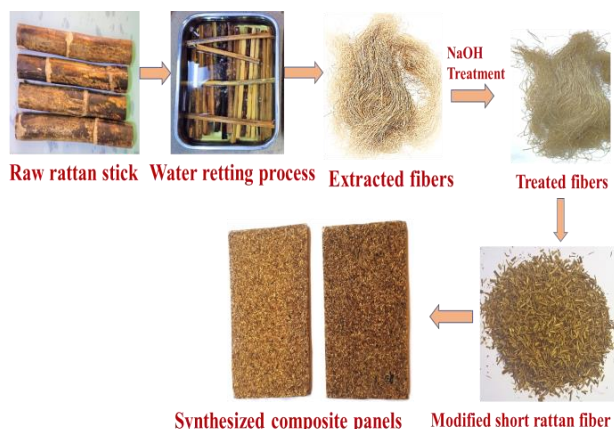 NaOH
Treatment
Raw rattan stick
Water retting process
Extracted fibers
Treated fibers
Synthesized composite panels
Modified short rattan fiber